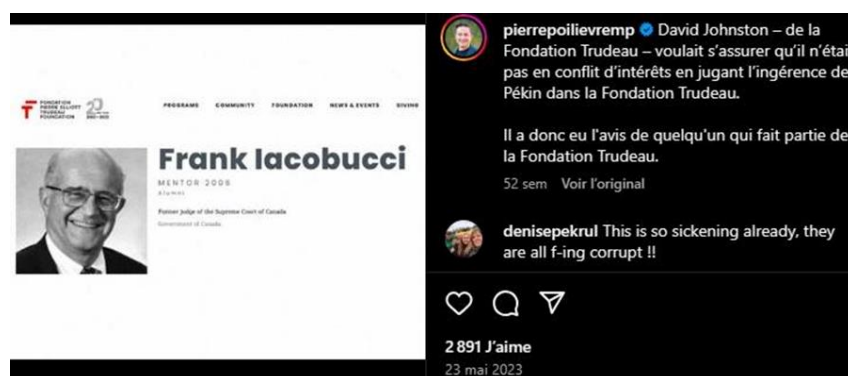 FONDATION
PIERRE ELLIOTT
TRUDEAU
FOUNDATION
PROGRAMS COMMUNITY FOUNDATION NEWS & EVENTS GIVING
Frank Iacobucci
MENTOR 2006
Alumni
Former Judge of the Supreme Court of Canada
Government of Canada
pierrepoilievremp David Johnston – de la
Fondation Trudeau – voulait s'assurer qu'il n'étai
pas en conflit d'intérêts en jugant l'ingérence de
Pékin dans la Fondation Trudeau.
Il a donc eu l'avis de quelqu'un qui fait partie de
la Fondation Trudeau.
52 sem Voir l'original
denisepekrul This is so sickening already, they
are all f-ing corrupt !!
2 891 J'aime
23 mai 2023